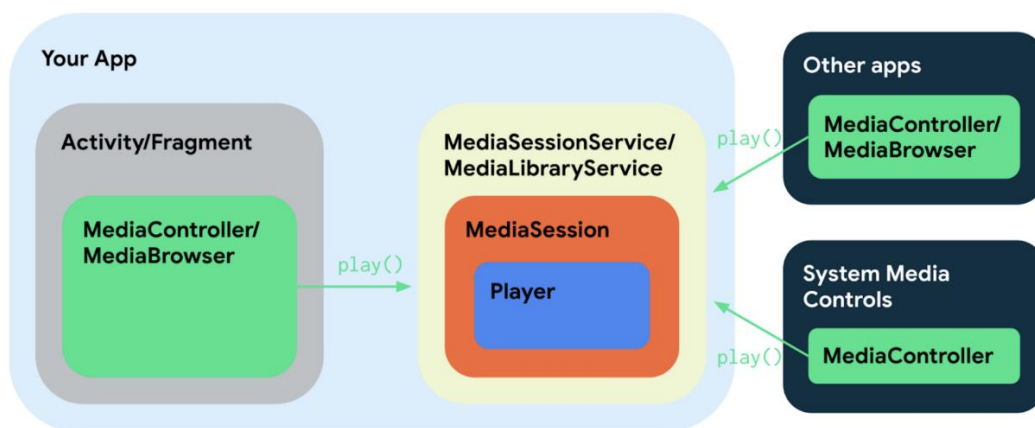 Your App
Activity/Fragment
MediaController/
MediaBrowser
play()
MediaSessionService/
MediaLibraryService
MediaSession
Player
Other apps
MediaController/
MediaBrowser
play()
System Media
Controls
MediaController
play()